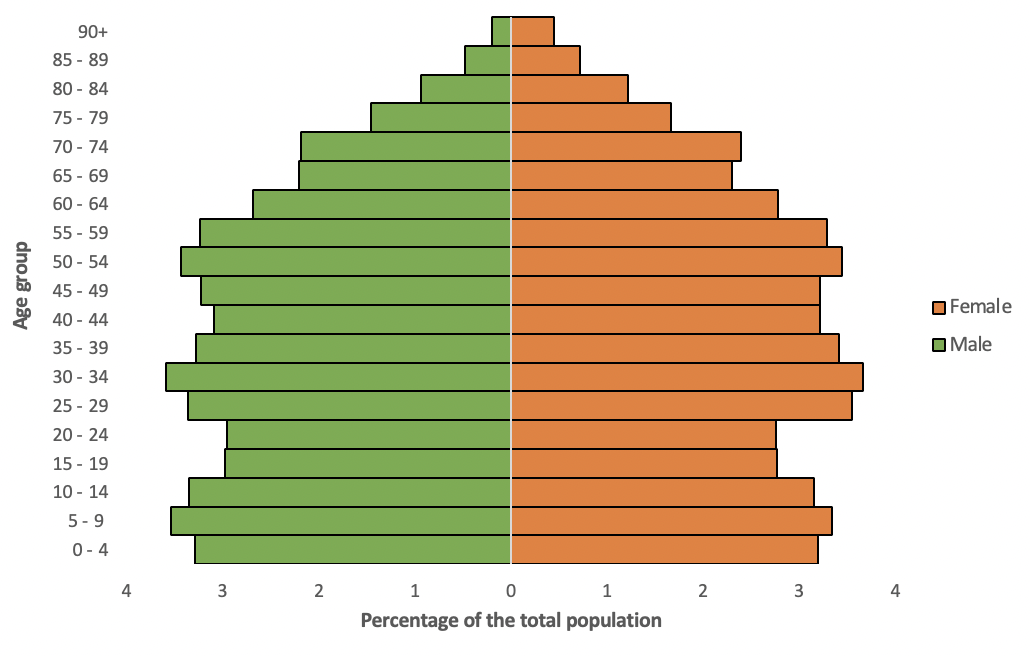 90+
85 - 89
80 - 84
75 - 79
70 - 74
65 - 69
60 - 64
55 - 59
50 - 54
45 - 49
40 - 44
35 - 39
30 - 34
25 - 29
20 - 24
15 - 19
10 - 14
5 - 9
0 - 4
Age group
4 3 2 1 0 1 2 3 4
Percentage of the total population
Female
Male